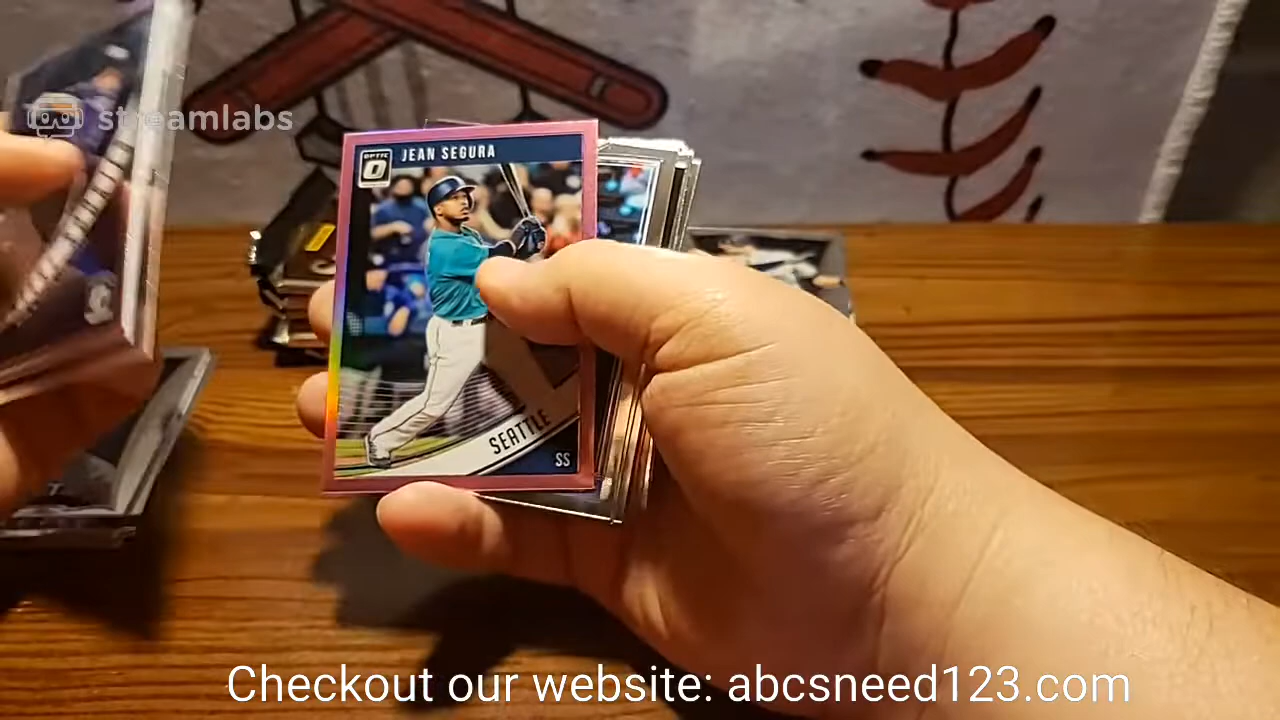 streamlabs
OPTIC
JEAN SEGURA
SEATTLE
SS
Checkout our website: abcsneed123.com